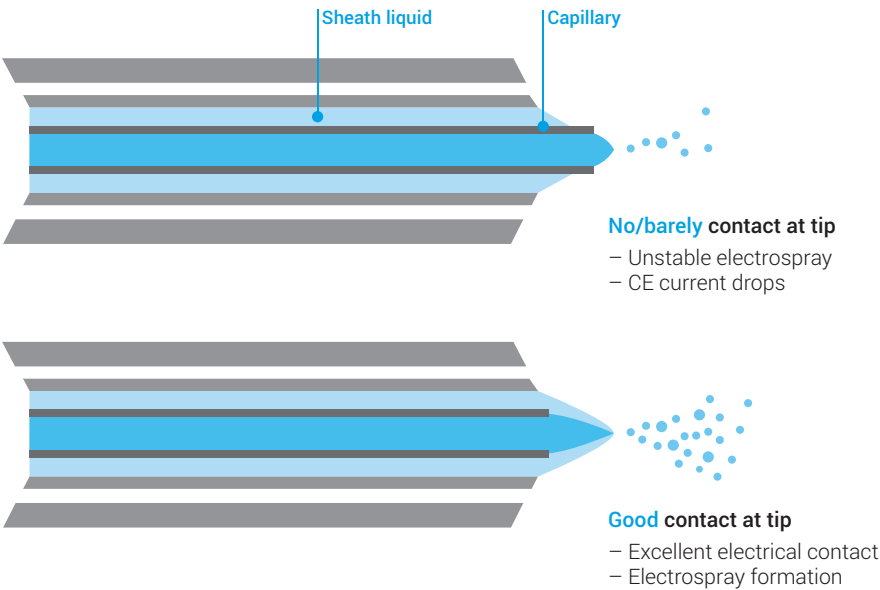 Sheath liquid
Capillary
No/barely contact at tip
– Unstable electrospray
– CE current drops
Good contact at tip
– Excellent electrical contact
– Electrospray formation